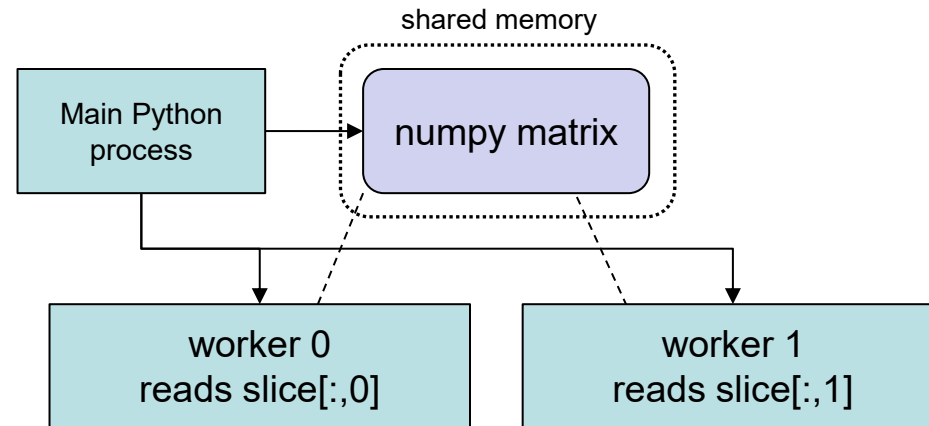 shared memory
Main Python
process
numpy matrix
worker 0
reads slice[:,0]
worker 1
reads slice[:,1]